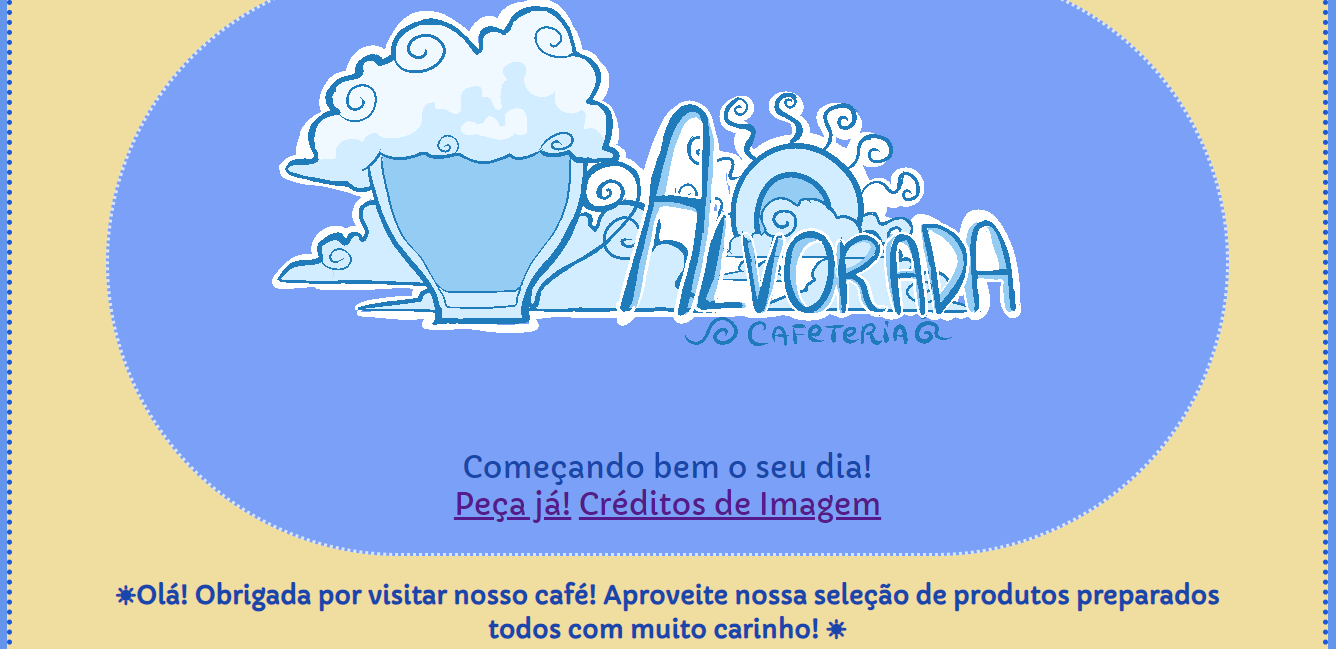 ALVORADA
CAFETERIA
Começando bem o seu dia!
Peça já! Créditos de Imagem
☀Olá! Obrigada por visitar nosso café! Aproveite nossa seleção de produtos preparados
todos com muito carinho! ☀